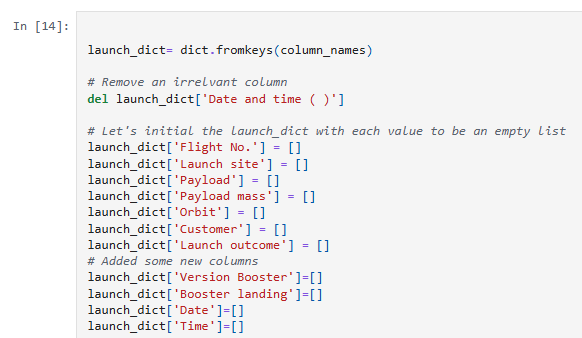 In [14]:
launch_dict= dict.fromkeys(column_names)
# Remove an irrelvant column
del launch_dict['Date and time ( )']
# Let's initial the launch_dict with each value to be an empty list
launch_dict['Flight No.'] = []
launch_dict['Launch site'] = []
launch_dict['Payload'] = []
launch_dict['Payload mass'] = []
launch_dict['Orbit'] = []
launch_dict['Customer'] = []
launch_dict['Launch outcome'] = []
# Added some new columns
launch_dict['Version Booster']=[]
launch_dict['Booster landing']=[]
launch_dict['Date']=[]
launch_dict['Time']=[]